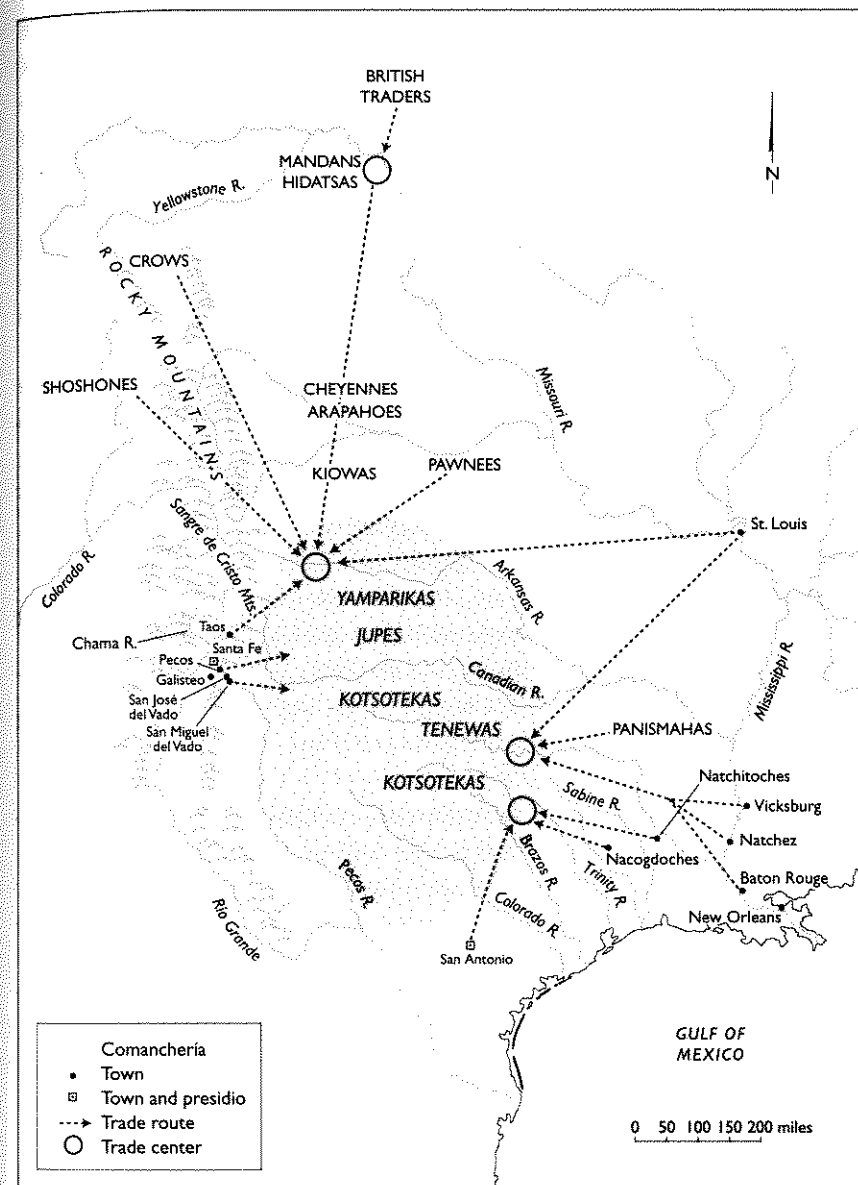 BRITISH
TRADERS
N
MANDANS
HIDATSAS
Yellowstone R.
CROWS
ROCKY MOUNTAINS
SHOSHONES
CHEYENNES
ARAPAHOES
Missouri R.
KIOWAS
PAWNEES
Sangre de Cristo Mts.
St. Louis
Colorado R.
Arkansas R.
YAMPARIKAS
Taos
JUPES
Chama R.
Santa Fe
Pecos
Galisteo
Canadian R.
Mississippi R.
San José
del Vado
KOTSOTEKAS
San Miguel
del Vado
TENEWAS
PANISMAHAS
Natchitoches
KOTSOTEKAS
Sabine R.
Vicksburg
Natchez
Nacogdoches
Pecos R.
Brazos R.
Trinity R.
Baton Rouge
Rio Grande
Colorado R.
New Orleans
San Antonio
GULF OF
MEXICO
Comanchería
Town
Town and presidio
Trade route
Trade center
0 50 100 150 200 miles